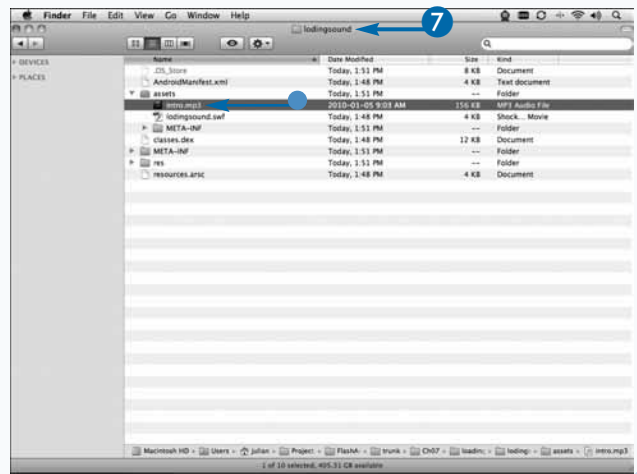 Finder File Edit View Go Window Help
lodingsound
7
DEVICES
PLACES
Name Date Modified Size Kind
.DS_Store Today, 1:51 PM 8 KB Document
AndroidManifest.xml Today, 1:48 PM 4 KB Text document
assets Today, 1:51 PM -- Folder
intro.mp3 2010-01-05 9:03 AM 156 KB MP3 Audio File
lodingsound.swf Today, 1:48 PM 4 KB Shock... Movie
META-INF Today, 1:51 PM -- Folder
classes.dex Today, 1:48 PM 12 KB Document
META-INF Today, 1:51 PM -- Folder
res Today, 1:51 PM -- Folder
resources.arsc Today, 1:48 PM 4 KB Document
Macintosh HD Users julian Project: FlashA- trunk Ch07 loading loding: assets intro.mp3
1 of 10 selected, 405.31 GB available